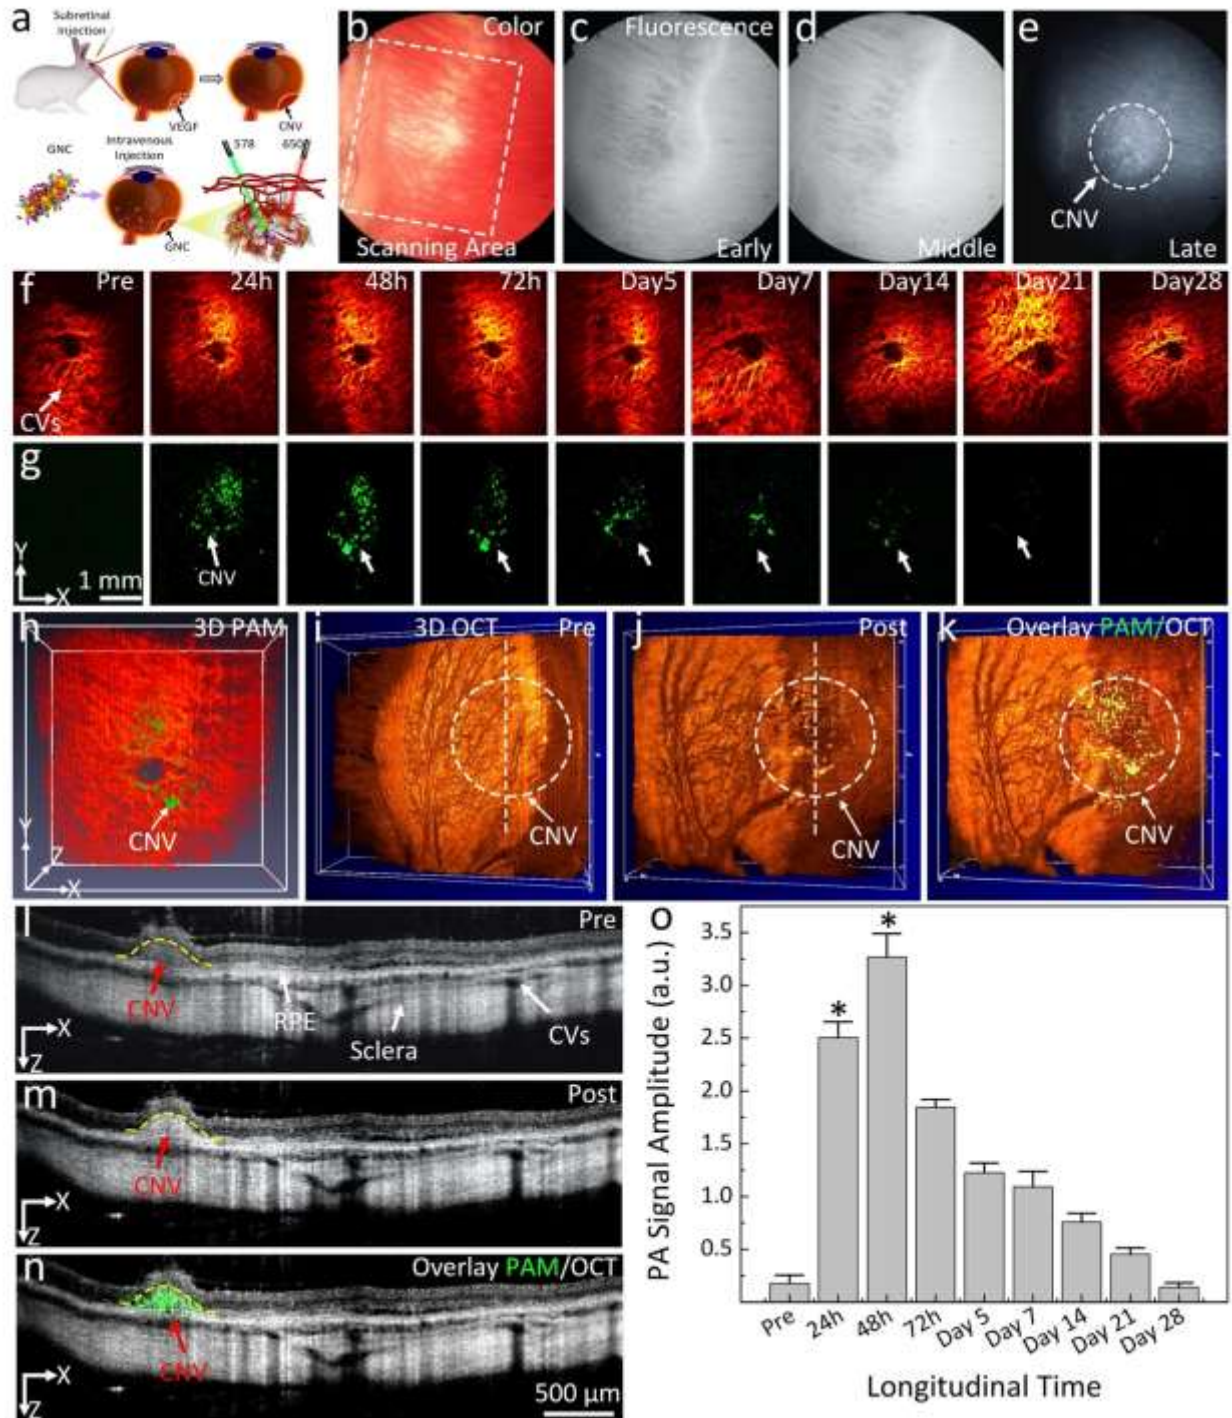 a
Subretinal
Injection
VEGF
CNV
GNC
Intravenous
Injection
578
650
GNC
b
Color
Scanning Area
c
Fluorescence
Early
d
Middle
e
CNV
Late
f
Pre
24h
48h
72h
Day5
Day7
Day14
Day21
Day28
CVs
g
Y
1 mm
X
CNV
h
3D PAM
CNV
Y
Z
X
i
3D OCT
Pre
CNV
j
Post
CNV
k
Overlay PAM/OCT
CNV
l
Pre
CNV
RPE
Sclera
CVs
X
Z
m
Post
CNV
X
Z
n
Overlay PAM/OCT
CNV
X
Z
500 µm
o
PA Signal Amplitude (a.u.)
3.5
3.0
2.5
2.0
1.5
1.0
0.5
*
*
Pre
24h
48h
72h
Day 5
Day 7
Day 14
Day 21
Day 28
Longitudinal Time